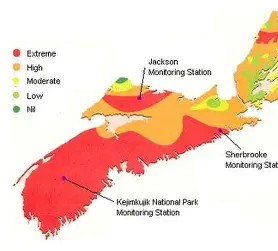 Extreme
High
Moderate
Low
Nil
Jackson
Monitoring Station
Sherbrooke
Monitoring Stat
Kejimkujik National Park
Monitoring Station